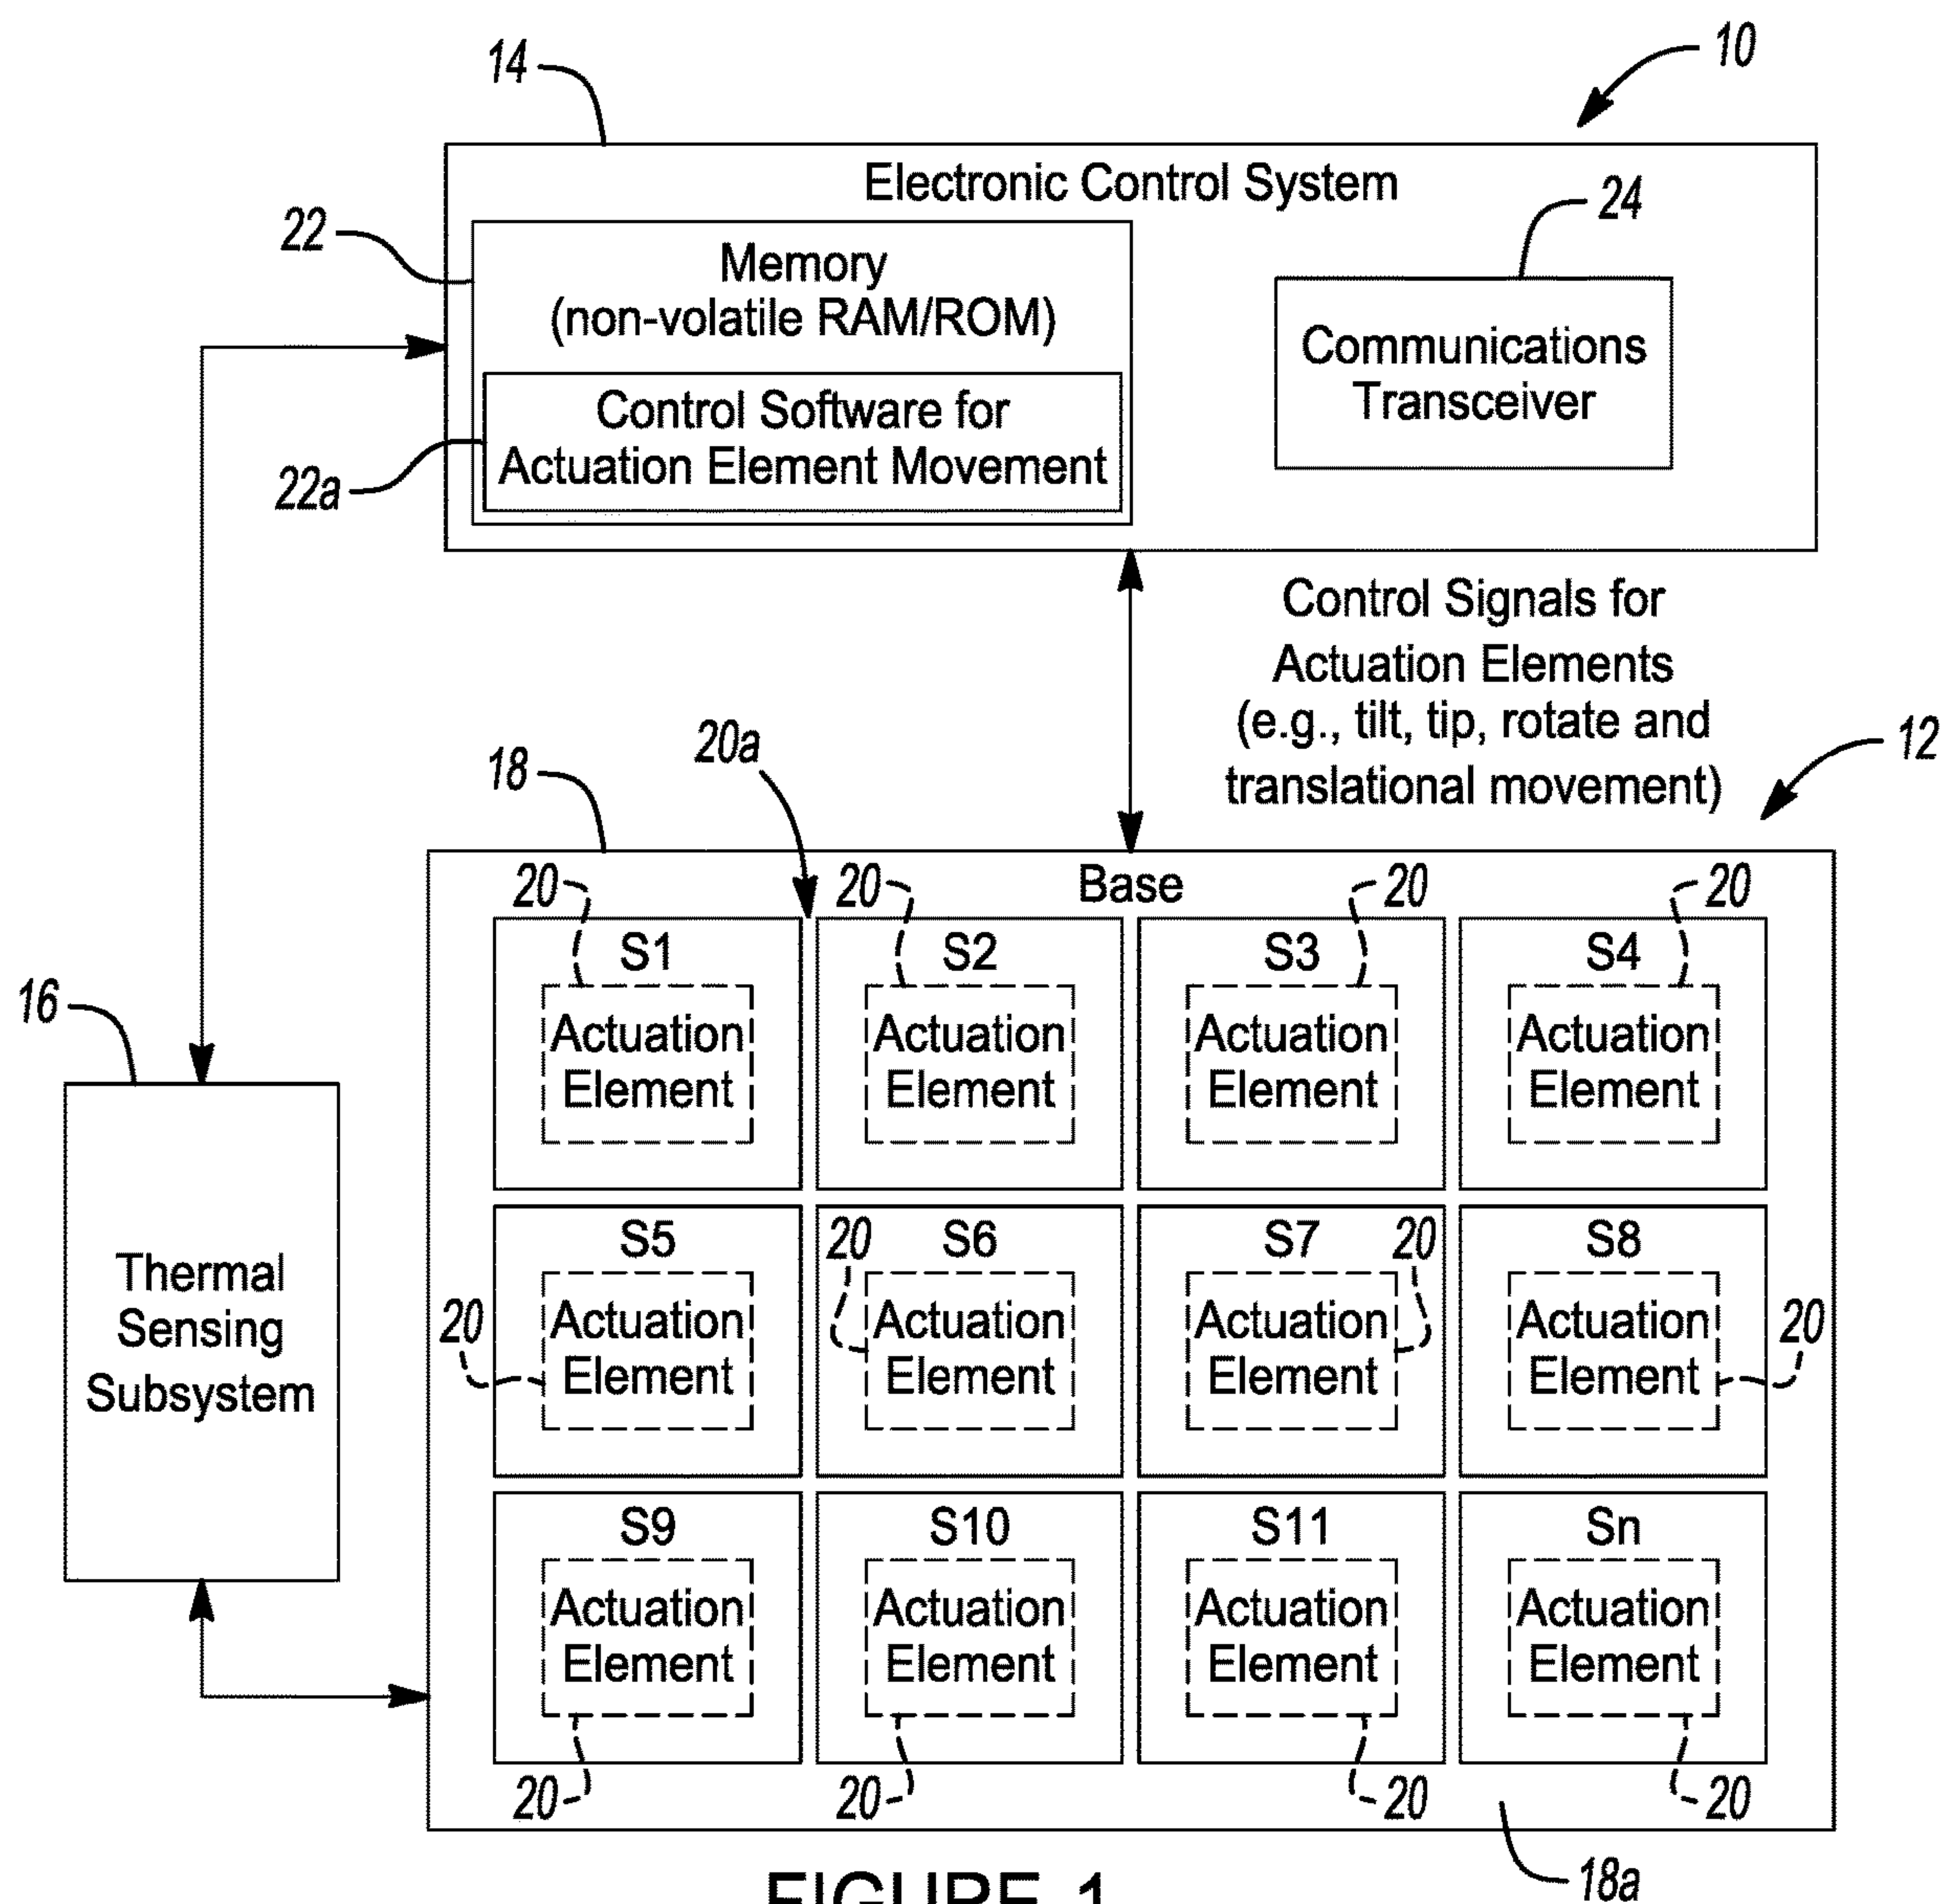 10
14
Electronic Control System
22
24
Memory
(non-volatile RAM/ROM)
Communications
Transceiver
Control Software for
Actuation Element Movement
22a
Control Signals for
Actuation Elements
(e.g., tilt, tip, rotate and
translational movement)
12
18
20a
Base
20 20 20 20
S1 S2 S3 S4
Actuation Actuation Actuation Actuation
Element Element Element Element
16
Thermal
Sensing
Subsystem
S5 S6 S7 S8
20 20 20 20
Actuation Actuation Actuation Actuation
Element Element Element Element
S9 S10 S11 Sn
Actuation Actuation Actuation Actuation
Element Element Element Element
20 20 20 20
18a
FIGURE 1